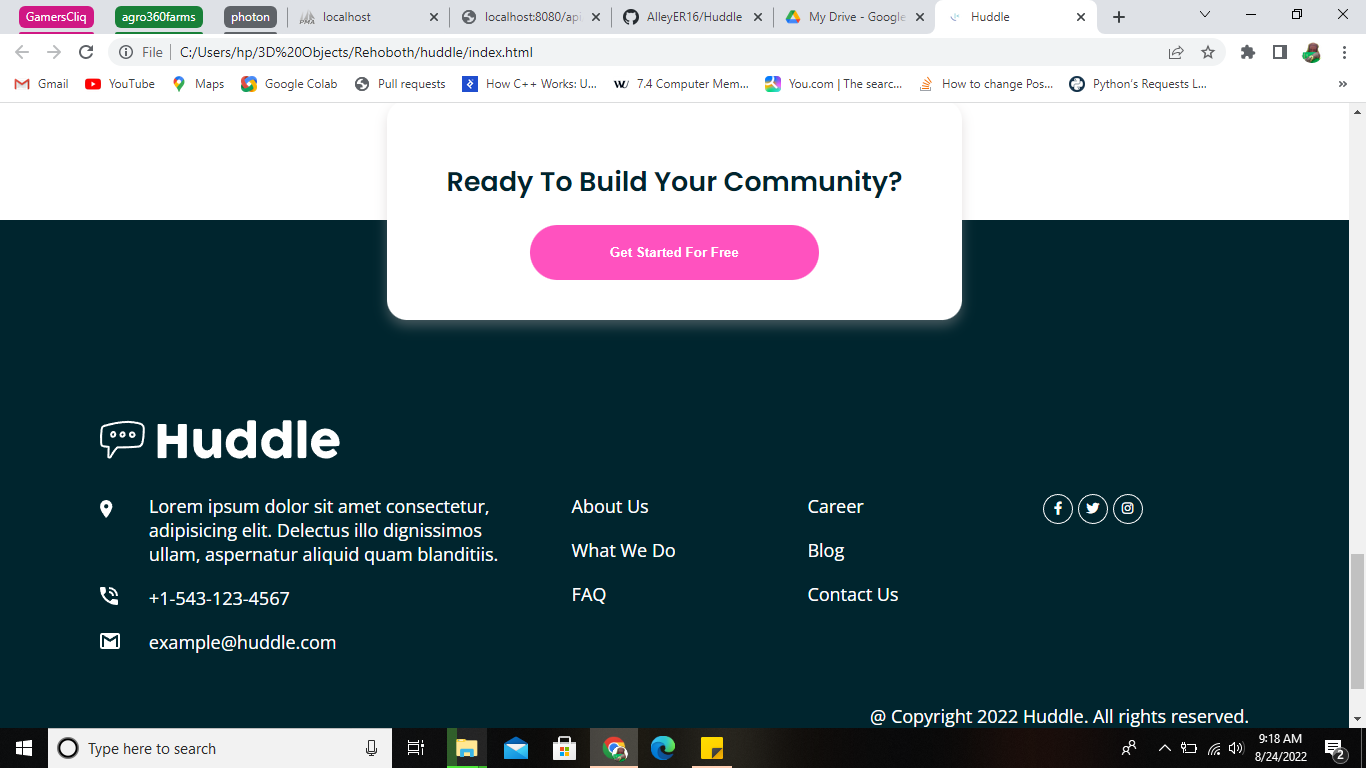 GamersCliq agro360farms photon localhost localhost:8080/api AlleyER16/Huddle My Drive - Google Huddle
File C:/Users/hp/3D%20Objects/Rehoboth/huddle/index.html
Gmail YouTube Maps Google Colab Pull requests How C++ Works: U... 7.4 Computer Mem... You.com | The searc... How to change Pos... Python's Requests L... »
Ready To Build Your Community?
Get Started For Free
Huddle
Lorem ipsum dolor sit amet consectetur,
adipisicing elit. Delectus illo dignissimos
ullam, aspernatur aliquid quam blanditiis.
+1-543-123-4567
example@huddle.com
About Us
What We Do
FAQ
Career
Blog
Contact Us
@ Copyright 2022 Huddle. All rights reserved.
Type here to search
9:18 AM
8/24/2022
2